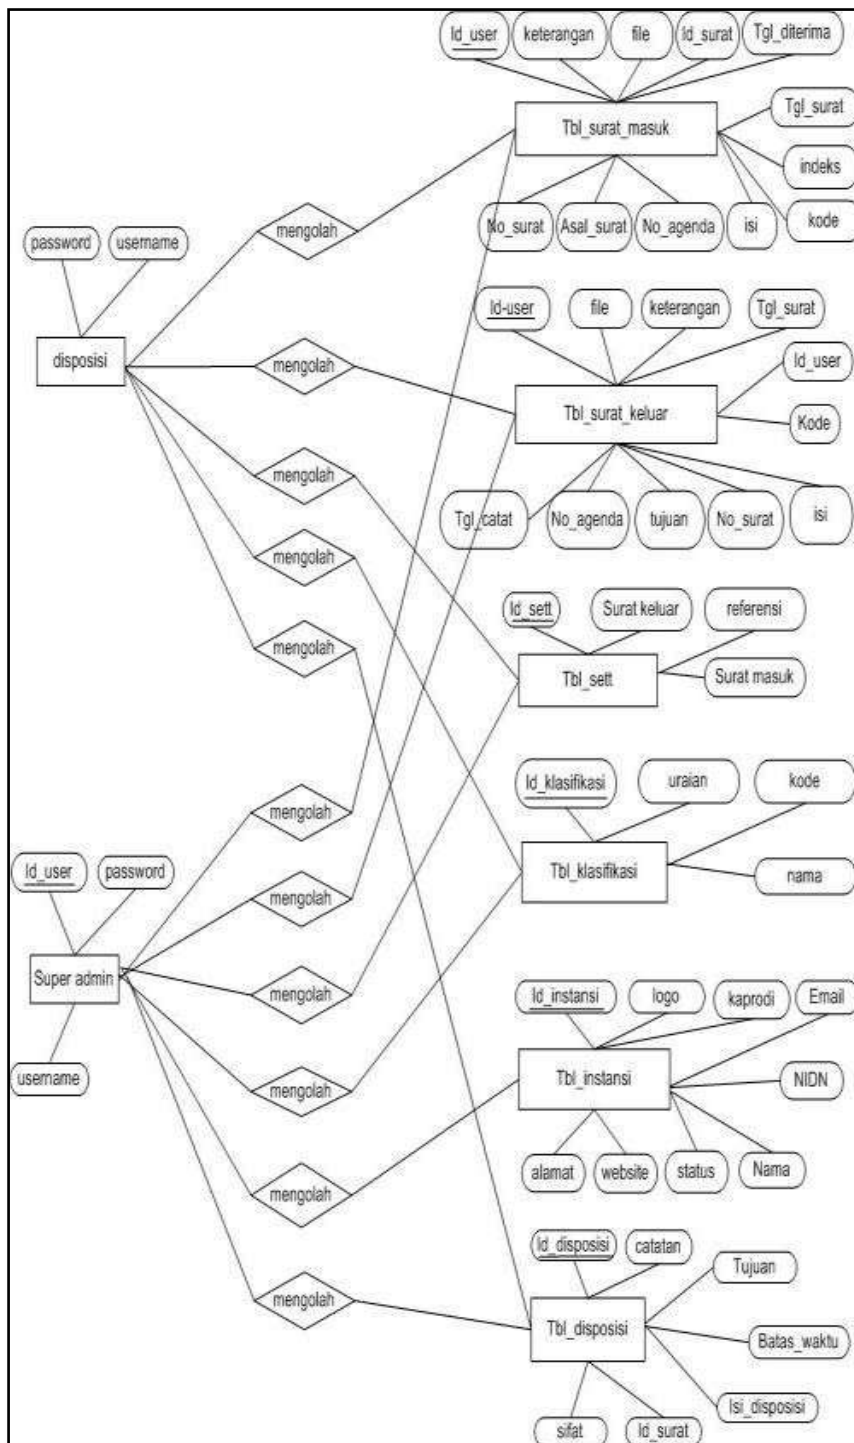 Id_user
keterangan
file
Id_surat
Tgl_diterima
Tbl_surat_masuk
Tgl_surat
indeks
kode
No_surat
Asal_surat
No_agenda
isi
mengolah
password
username
disposisi
Id-user
file
keterangan
Tgl_surat
Id_user
mengolah
Tbl_surat_keluar
Kode
mengolah
Tgl_catat
No_agenda
tujuan
No_surat
isi
mengolah
Id_sett
Surat keluar
referensi
mengolah
Tbl_sett
Surat masuk
mengolah
Id_klasifikasi
uraian
kode
Id_user
password
Tbl_klasifikasi
nama
mengolah
Super admin
mengolah
Id_instansi
logo
kaprodi
Email
username
mengolah
Tbl_instansi
NIDN
mengolah
alamat
website
status
Nama
Id_disposisi
catatan
Tujuan
mengolah
Tbl_disposisi
Batas_waktu
Isi_disposisi
sifat
Id_surat